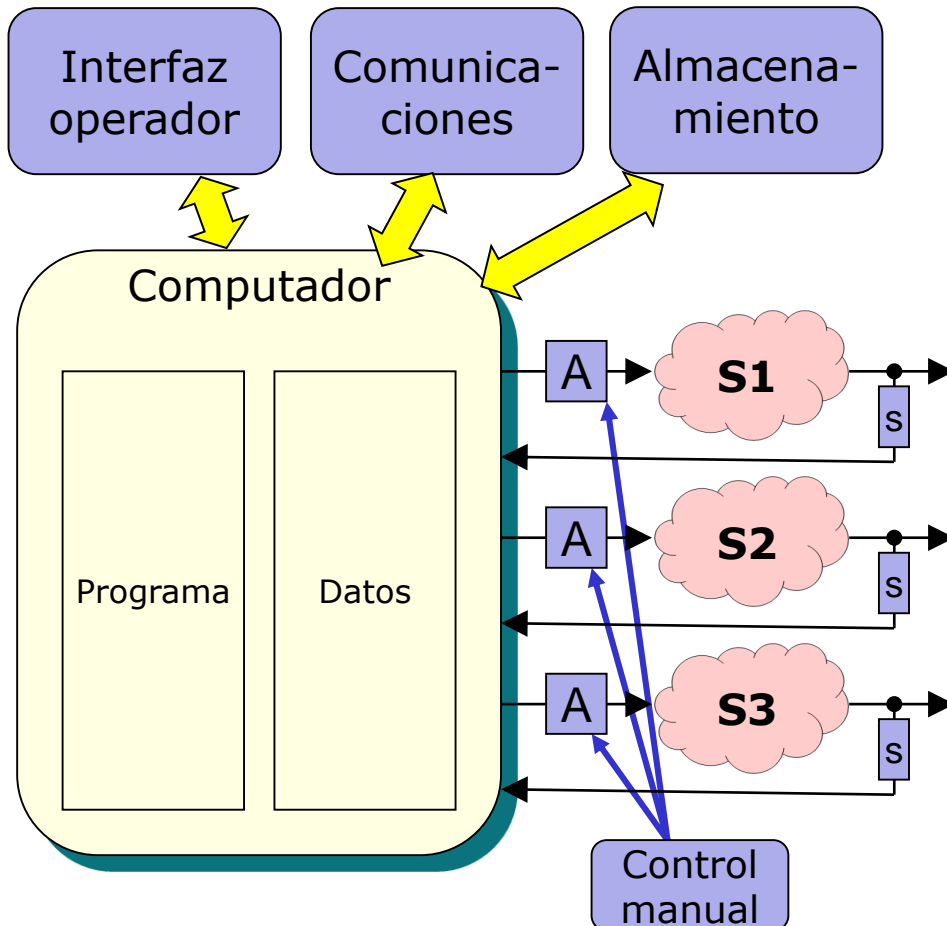 Interfaz
operador
Comunica-
ciones
Almacena-
miento
Computador
Programa
Datos
A
S1
s
A
S2
s
A
S3
s
Control
manual